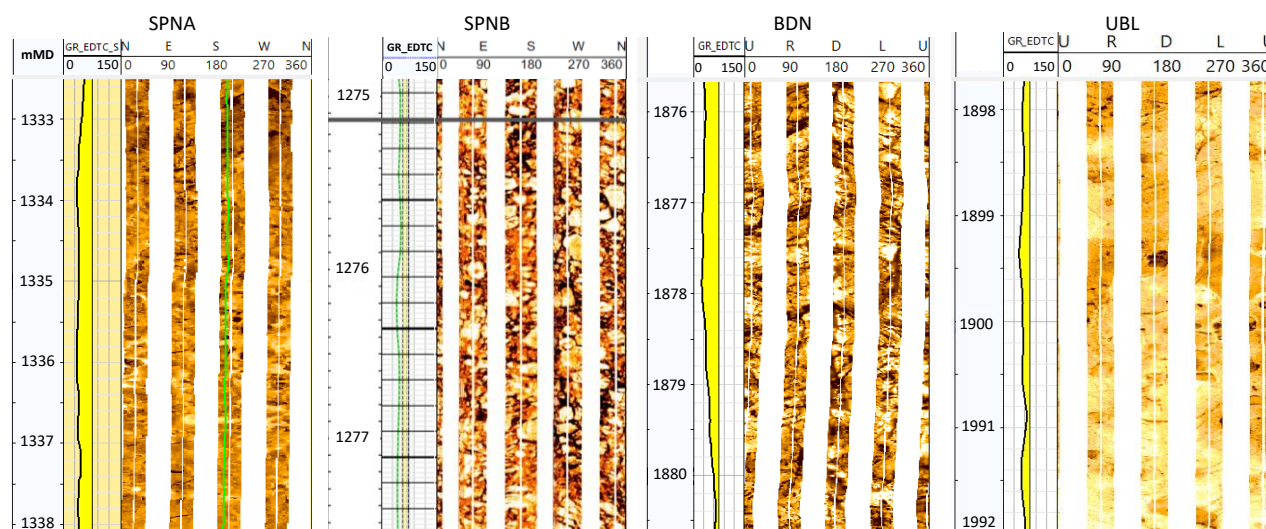 SPNA SPNB BDN UBL
mMD GR_EDTC_S N E S W N
0 150 0 90 180 270 360
1333
1334
1335
1336
1337
1338
GR_EDTC N E S W N
0 150 0 90 180 270 360
1275
1276
1277
GR_EDTC U R D L U
0 150 0 90 180 270 360
1876
1877
1878
1879
1880
GR_EDTC U R D L U
0 150 0 90 180 270 360
1898
1899
1900
1991
1992